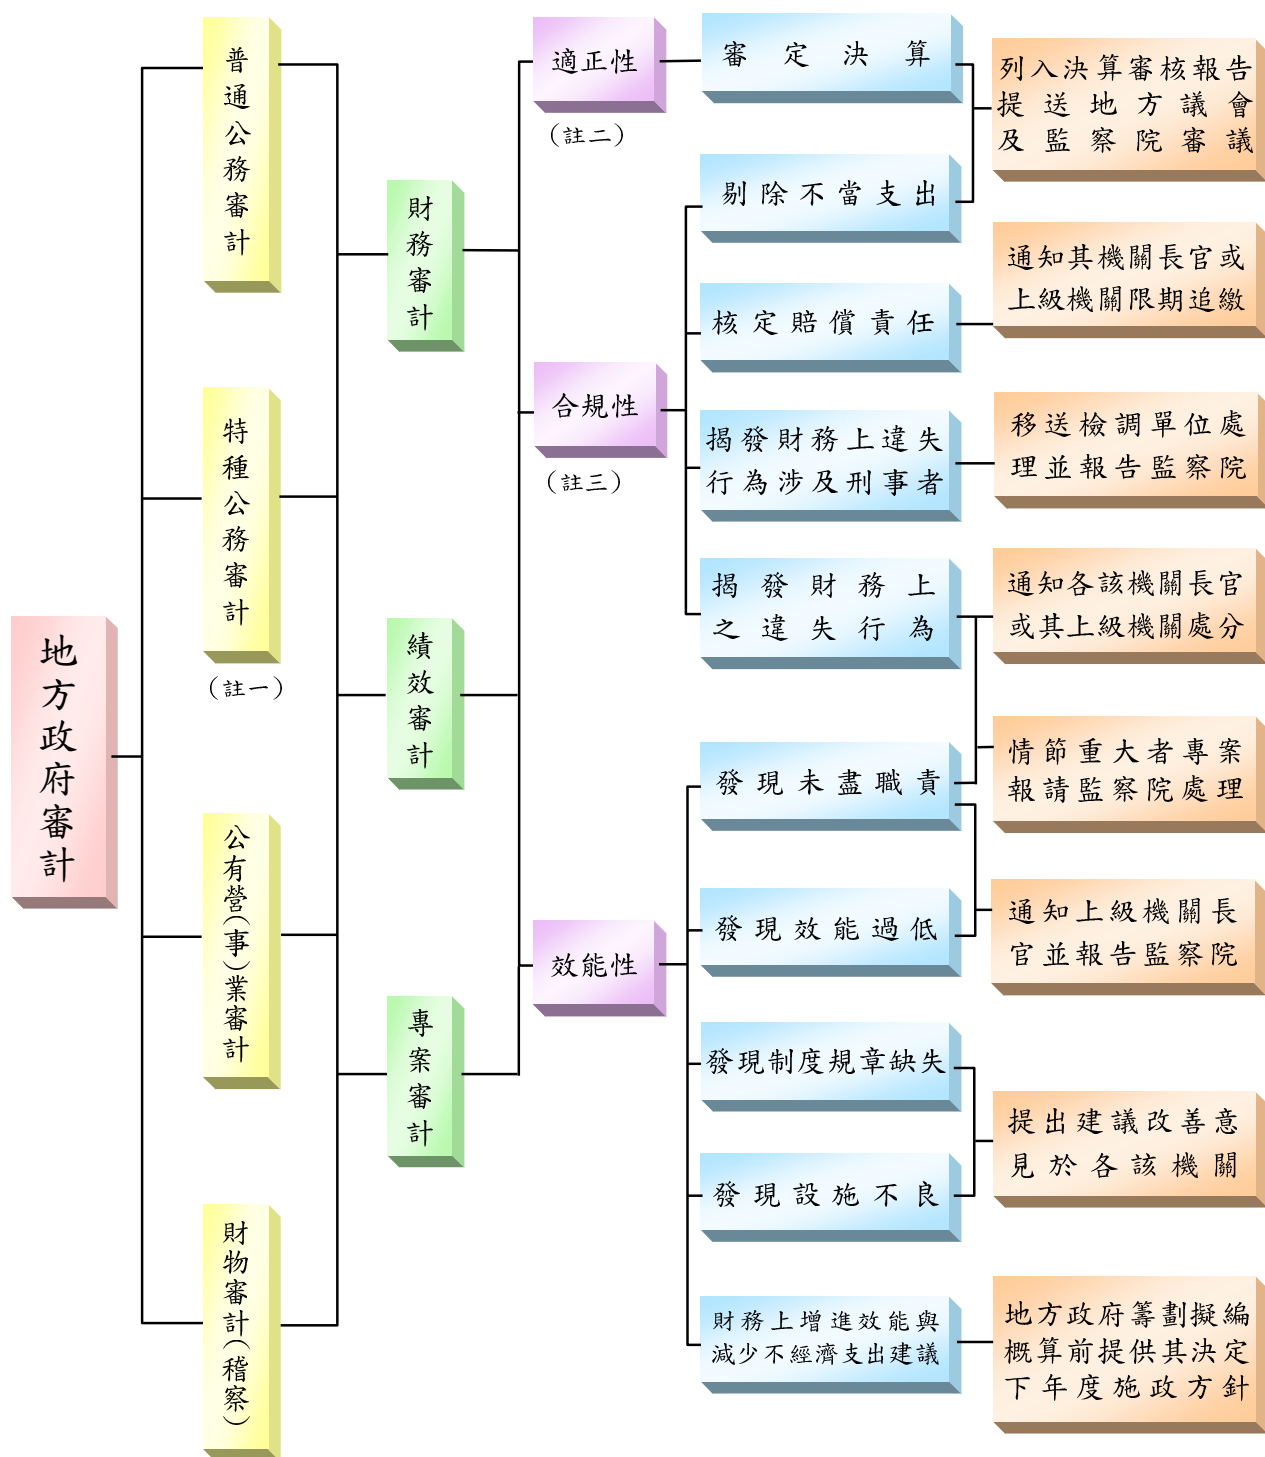 地方政府審計
普通公務審計
特種公務審計
（註一）
公有營(事)業審計
財物審計(稽察)
財務審計
績效審計
專案審計
適正性
（註二）
合規性
（註三）
效能性
審定決算
剔除不當支出
核定賠償責任
揭發財務上違失
行為涉及刑事者
揭發財務上
之違失行為
發現未盡職責
發現效能過低
發現制度規章缺失
發現設施不良
財務上增進效能與
減少不經濟支出建議
列入決算審核報告
提送地方議會
及監察院審議
通知其機關長官或
上級機關限期追繳
移送檢調單位處
理並報告監察院
通知各該機關長官
或其上級機關處分
情節重大者專案
報請監察院處理
通知上級機關長
官並報告監察院
提出建議改善意
見於各該機關
地方政府籌劃擬編
概算前提供其決定
下年度施政方針